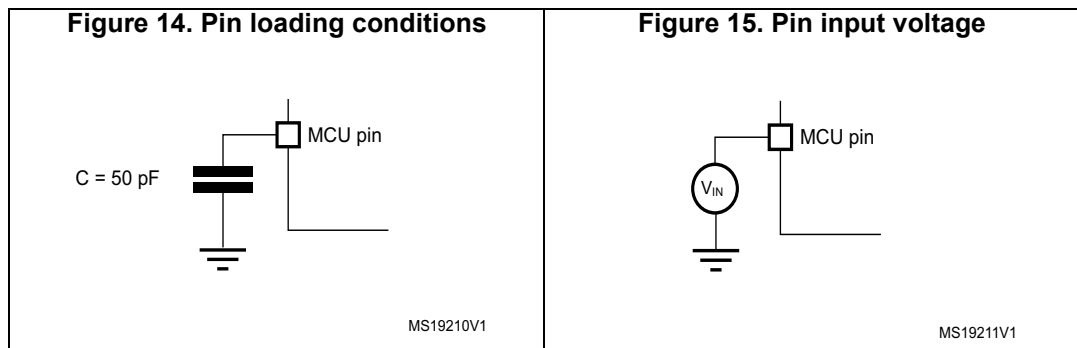 Figure 14. Pin loading conditions
Figure 15. Pin input voltage
MCU pin
C = 50 pF
MS19210V1
MCU pin
VIN
MS19211V1